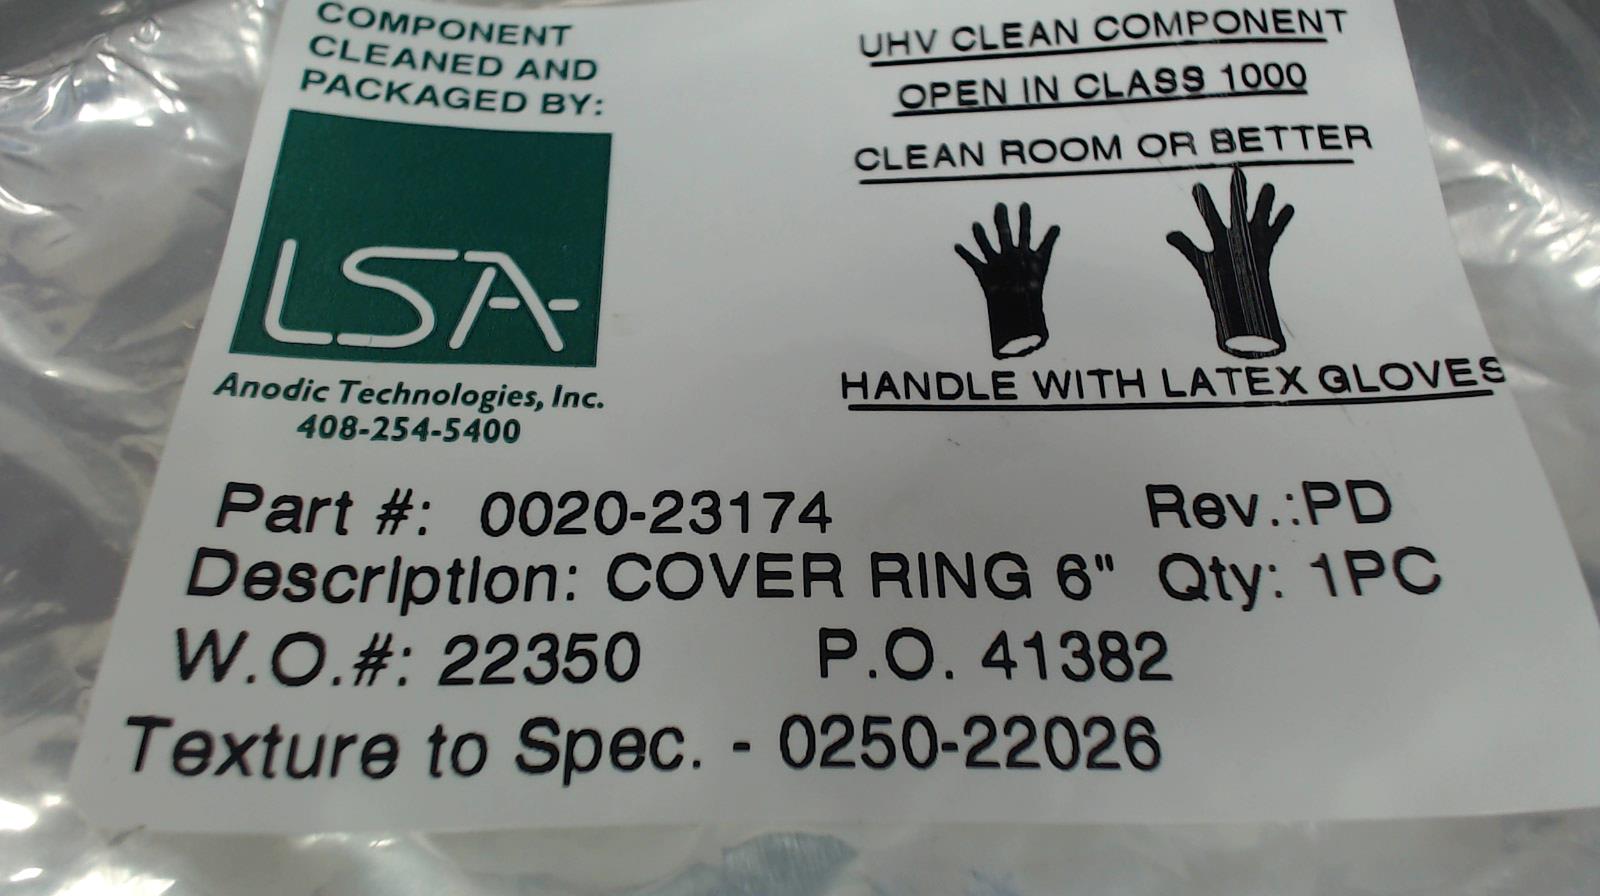 COMPONENT
CLEANED AND
PACKAGED BY:
LSA
Anodic Technologies, Inc.
408-254-5400
UHV CLEAN COMPONENT
OPEN IN CLASS 1000
CLEAN ROOM OR BETTER
HANDLE WITH LATEX GLOVES
Part #: 0020-23174 Rev.:PD
Description: COVER RING 6" Qty: 1PC
W.O.#: 22350 P.O. 41382
Texture to Spec. - 0250-22026